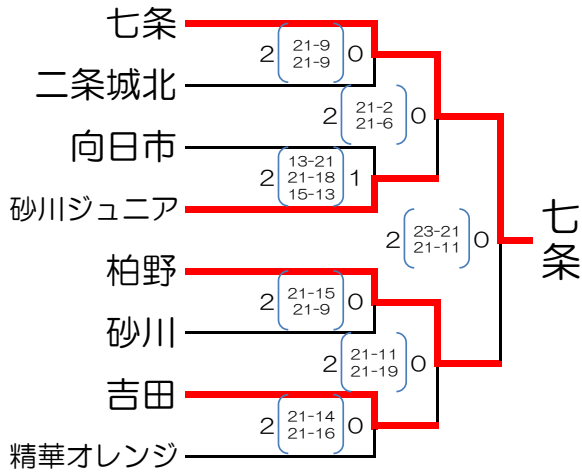 七条
2 21-9 0
21-9
二条城北
2 21-2 0
21-6
向日市
2 13-21 1
21-18
15-13
砂川ジュニア
2 23-21 0
21-11
七条
柏野
2 21-15 0
21-9
砂川
2 21-11 0
21-19
吉田
2 21-14 0
21-16
精華オレンジ